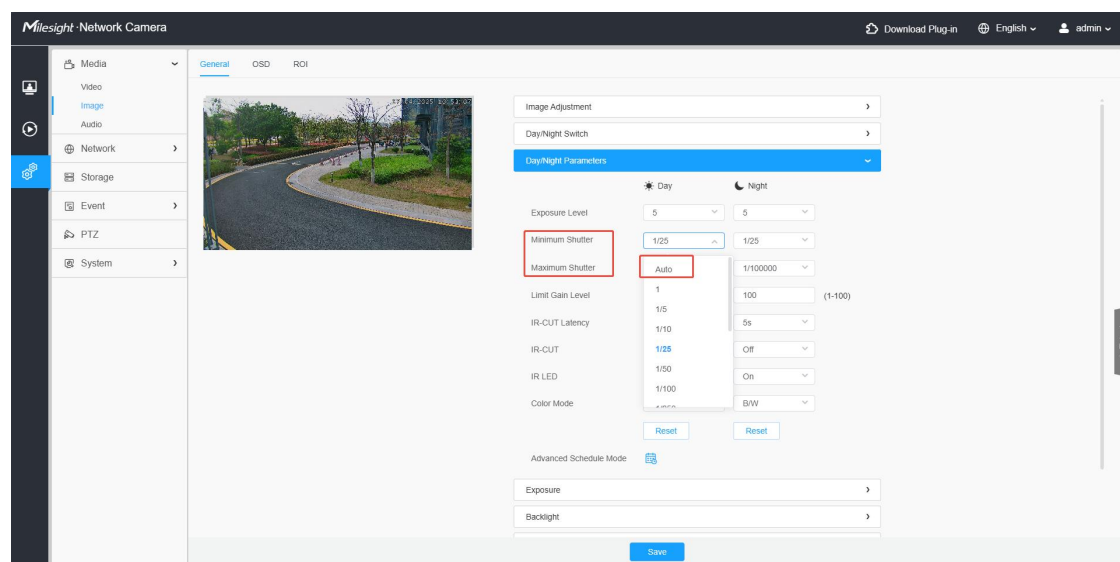 Milesight · Network Camera
Download Plug-in
English
admin
Media
Video
Image
Audio
Network
Storage
Event
PTZ
System
General OSD ROI
Image Adjustment
Day/Night Switch
Day/Night Parameters
Day Night
Exposure Level 5 5
Minimum Shutter 1/25 1/25
Maximum Shutter 1/100000
Auto
1
1/5
1/10
1/25
1/50
1/100
Limit Gain Level 100 (1-100)
IR-CUT Latency 5s
IR-CUT Off
IR LED On
Color Mode B/W
Reset Reset
Advanced Schedule Mode
Exposure
Backlight
Save